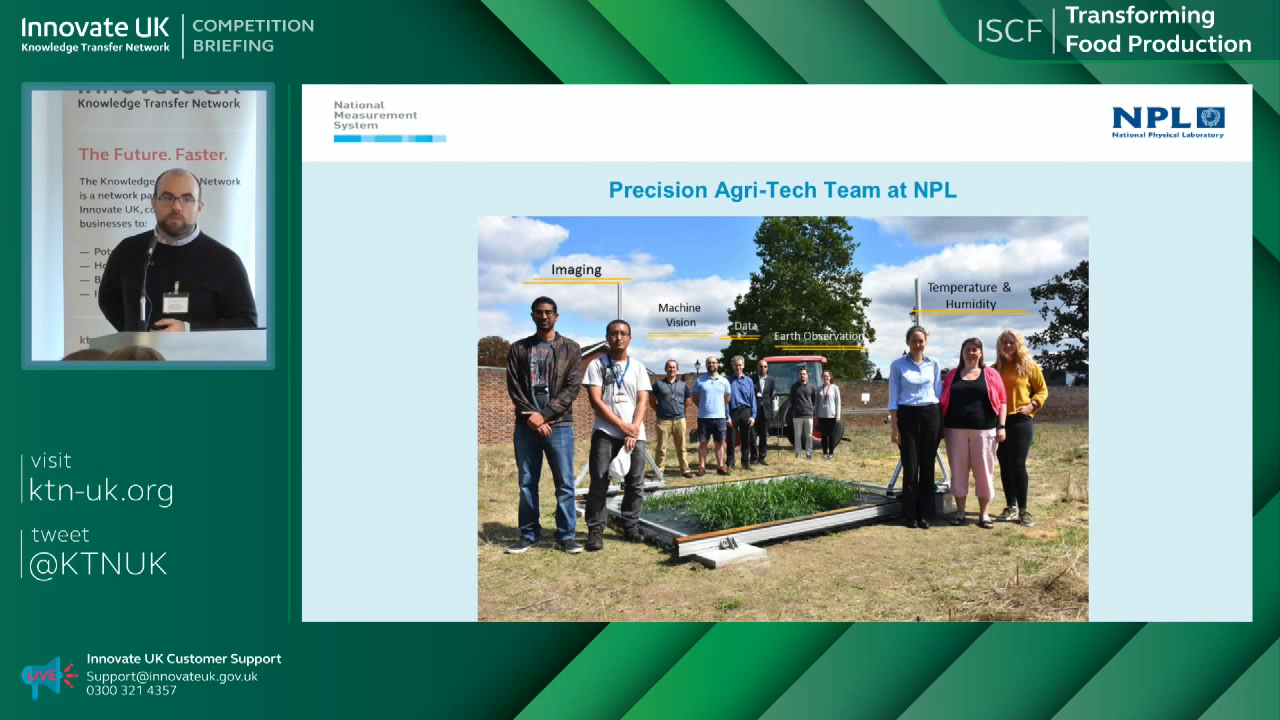 Innovate UK
Knowledge Transfer Network
COMPETITION
BRIEFING
ISCF
Transforming
Food Production
Knowledge Transfer Network
The Future. Faster.
The Knowledge Network
is a network
Innovate UK,
businesses to:
National
Measurement
System
NPL
National Physical Laboratory
Precision Agri-Tech Team at NPL
Imaging
Machine
Vision
Data
Earth Observation
Temperature &
Humidity
visit
ktn-uk.org
tweet
@KTNUK
LIVE
Innovate UK Customer Support
Support@innovateuk.gov.uk
0300 321 4357